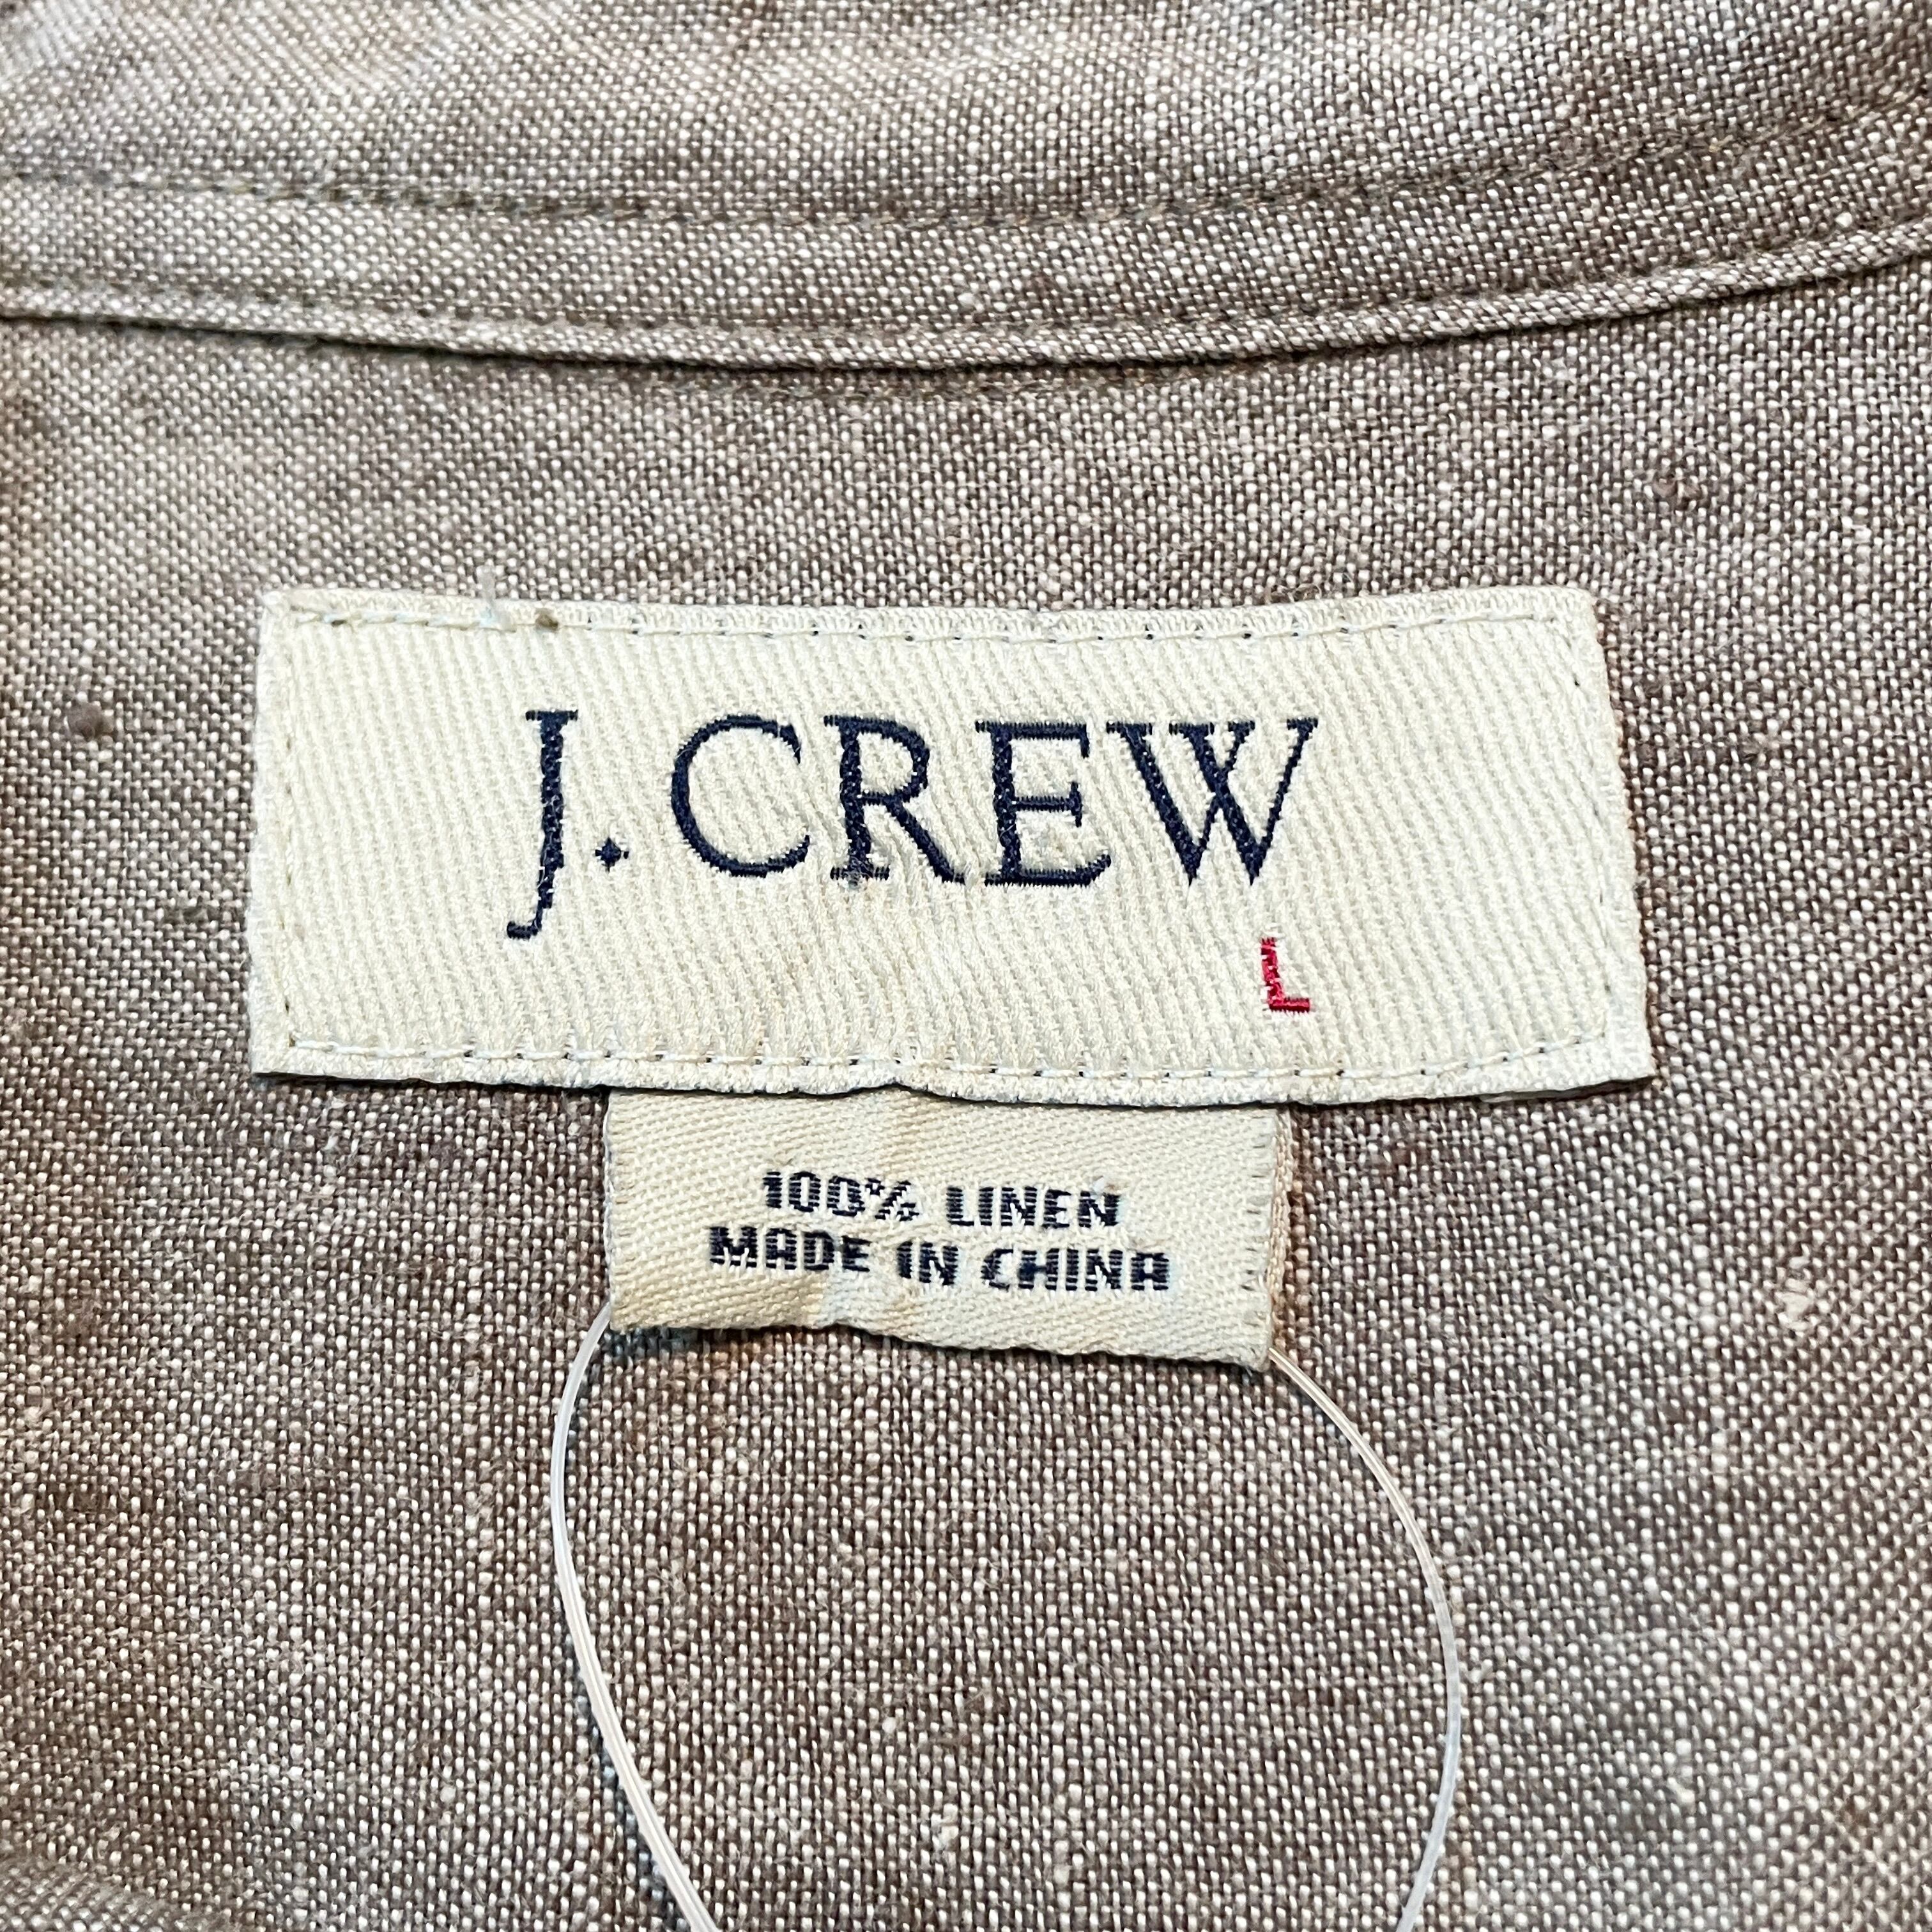 J. CREW
L
100% LINEN
MADE IN CHINA